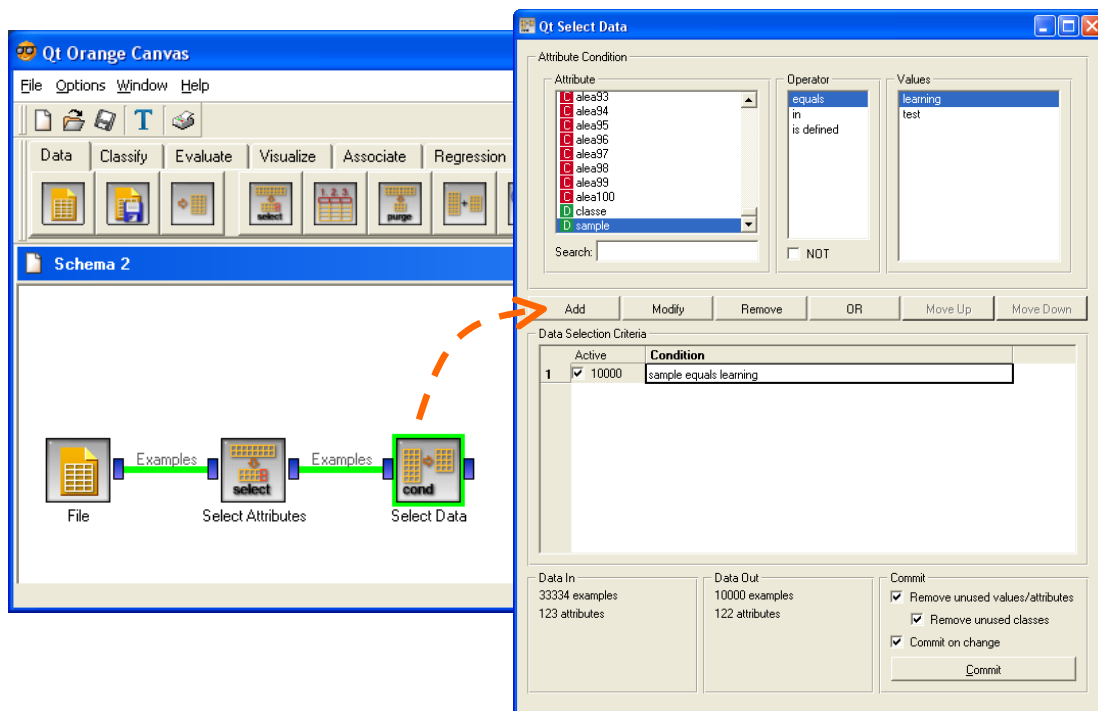 Qt Orange Canvas
File Options Window Help
T
Data Classify Evaluate Visualize Associate Regression
select 1.2.3. purge
Schema 2
Examples Examples
select cond
File Select Attributes Select Data
Qt Select Data
Attribute Condition
Attribute
C alea93
C alea94
C alea95
C alea96
C alea97
C alea98
C alea99
C alea100
D classe
D sample
Search:
Operator
equals
in
is defined
NOT
Values
learning
test
Add Modify Remove OR Move Up Move Down
Data Selection Criteria
Active Condition
1 10000 sample equals learning
Data In
33334 examples
123 attributes
Data Out
10000 examples
122 attributes
Commit
Remove unused values/attributes
Remove unused classes
Commit on change
Commit